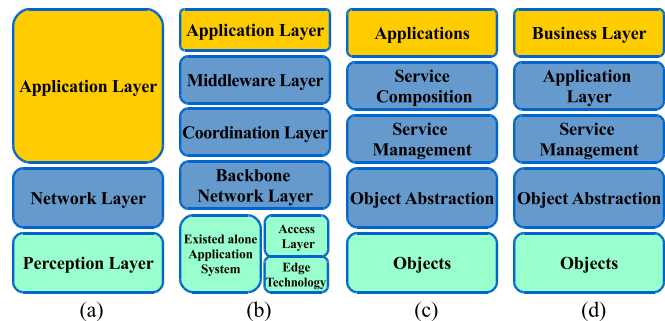 Application Layer
Network Layer
Perception Layer
(a)
Application Layer
Middleware Layer
Coordination Layer
Backbone
Network Layer
Existed alone
Application
System
Access
Layer
Edge
Technology
(b)
Applications
Service
Composition
Service
Management
Object Abstraction
Objects
(c)
Business Layer
Application
Layer
Service
Management
Object Abstraction
Objects
(d)